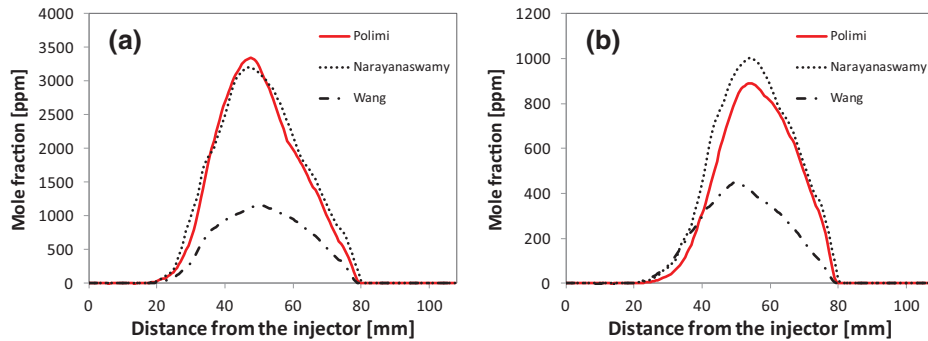 (a)
Mole fraction [ppm]
4000
3500
3000
2500
2000
1500
1000
500
0
0 20 40 60 80 100
Distance from the injector [mm]
Polimi
Narayanaswamy
Wang
(b)
Mole fraction [ppm]
1200
1000
800
600
400
200
0
0 20 40 60 80 100
Distance from the injector [mm]
Polimi
Narayanaswamy
Wang